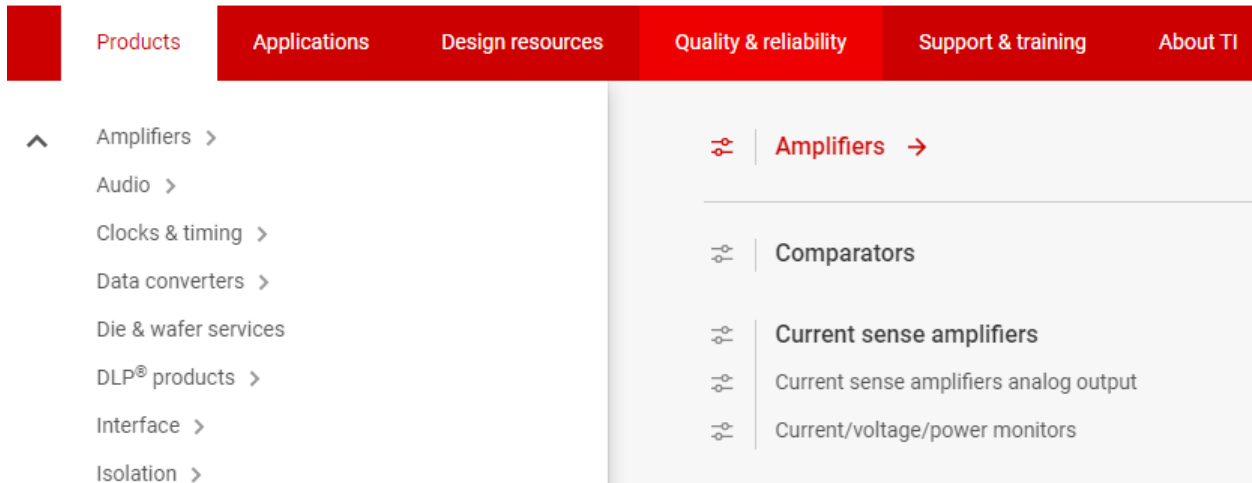 Products Applications Design resources Quality & reliability Support & training About TI
Amplifiers
Audio
Clocks & timing
Data converters
Die & wafer services
DLP® products
Interface
Isolation
Amplifiers
Comparators
Current sense amplifiers
Current sense amplifiers analog output
Current/voltage/power monitors